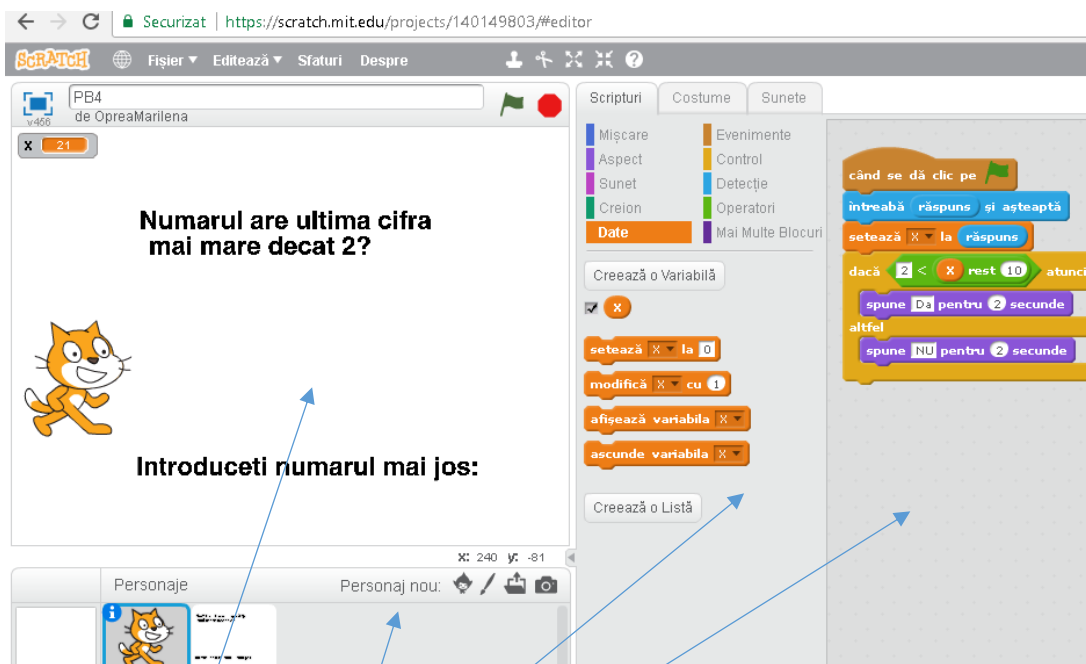 Securizat | https://scratch.mit.edu/projects/140149803/#editor
SCRATCH Fișier Editează Sfaturi Despre
v456
PB4
de OpreaMarilena
x 21
Numarul are ultima cifra
mai mare decat 2?
Introduceti numarul mai jos:
x: 240 y: -81
Personaje Personaj nou:
Scripturi Costume Sunete
Mișcare Evenimente
Aspect Control
Sunet Detecție
Creion Operatori
Date Mai Multe Blocuri
Creează o Variabilă
x
setează x la 0
modifică x cu 1
afișează variabila x
ascunde variabila x
Creează o Listă
când se dă clic pe
întreabă răspuns și așteaptă
setează x la răspuns
dacă 2 < x rest 10 atunci
spune Da pentru 2 secunde
altfel
spune NU pentru 2 secunde